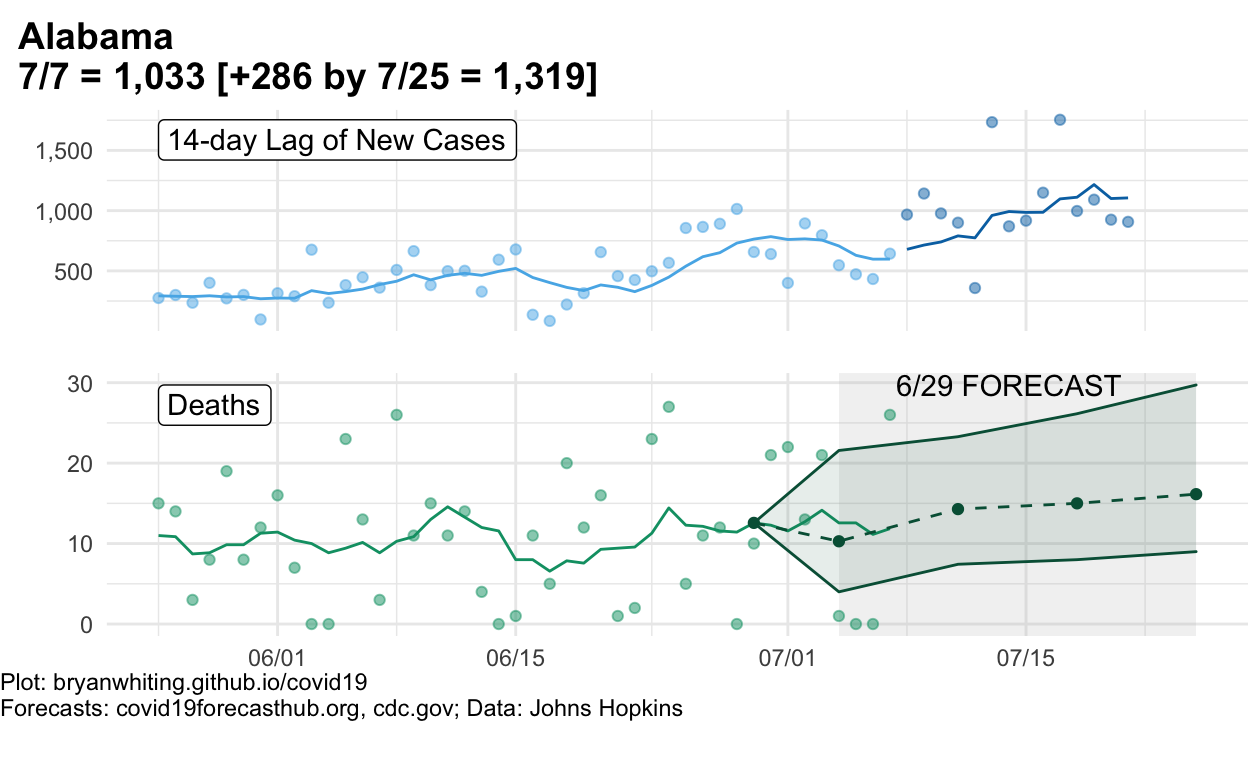 Alabama
7/7 = 1,033 [+286 by 7/25 = 1,319]
14-day Lag of New Cases
1,500
1,000
500
Deaths
6/29 FORECAST
30
20
10
0
06/01
06/15
07/01
07/15
Plot: bryanwhiting.github.io/covid19
Forecasts: covid19forecasthub.org, cdc.gov; Data: Johns Hopkins